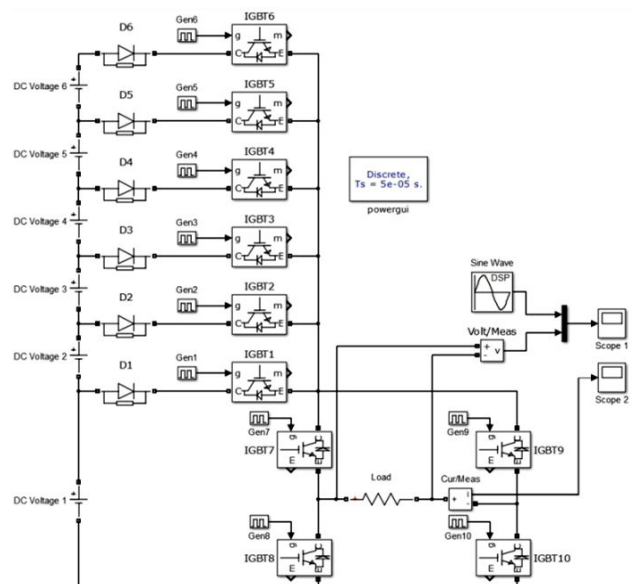 Gen6
IGBT6
D6
g
m
C
E
DC Voltage 6
Gen5
IGBT5
D5
g
m
C
E
DC Voltage 5
Gen4
IGBT4
D4
g
m
C
E
DC Voltage 4
Gen3
IGBT3
D3
g
m
C
E
DC Voltage 3
Gen2
IGBT2
D2
g
m
C
E
DC Voltage 2
Gen1
IGBT1
D1
g
m
C
E
DC Voltage 1
Discrete,
Ts = 5e-05 s.
powergui
Sine Wave
DSP
Volt/Meas
+
-
v
Scope 1
Scope 2
Gen7
g
IGBT7
E
Gen9
g
IGBT9
E
Load
Cur/Meas
+
i
-
Gen8
g
IGBT8
E
Gen10
g
IGBT10
E